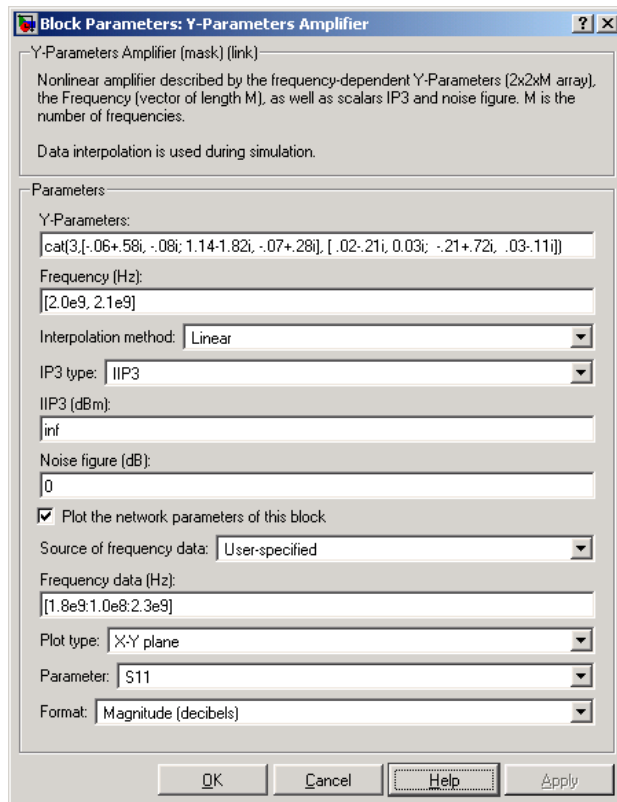 Block Parameters: Y-Parameters Amplifier
Y-Parameters Amplifier (mask) (link)
Nonlinear amplifier described by the frequency-dependent Y-Parameters (2x2xM array),
the Frequency (vector of length M), as well as scalars IP3 and noise figure. M is the
number of frequencies.
Data interpolation is used during simulation.
Parameters
Y-Parameters:
cat(3,[-.06+.58i, -.08i; 1.14-1.82i, -.07+.28i], [ .02-.21i, 0.03i;  -.21+.72i,  .03-.11i])
Frequency (Hz):
[2.0e9, 2.1e9]
Interpolation method: Linear
IP3 type: IIP3
IIP3 (dBm):
inf
Noise figure (dB):
0
Plot the network parameters of this block
Source of frequency data: User-specified
Frequency data (Hz):
[1.8e9:1.0e8:2.3e9]
Plot type: X-Y plane
Parameter: S11
Format: Magnitude (decibels)
OK Cancel Help Apply